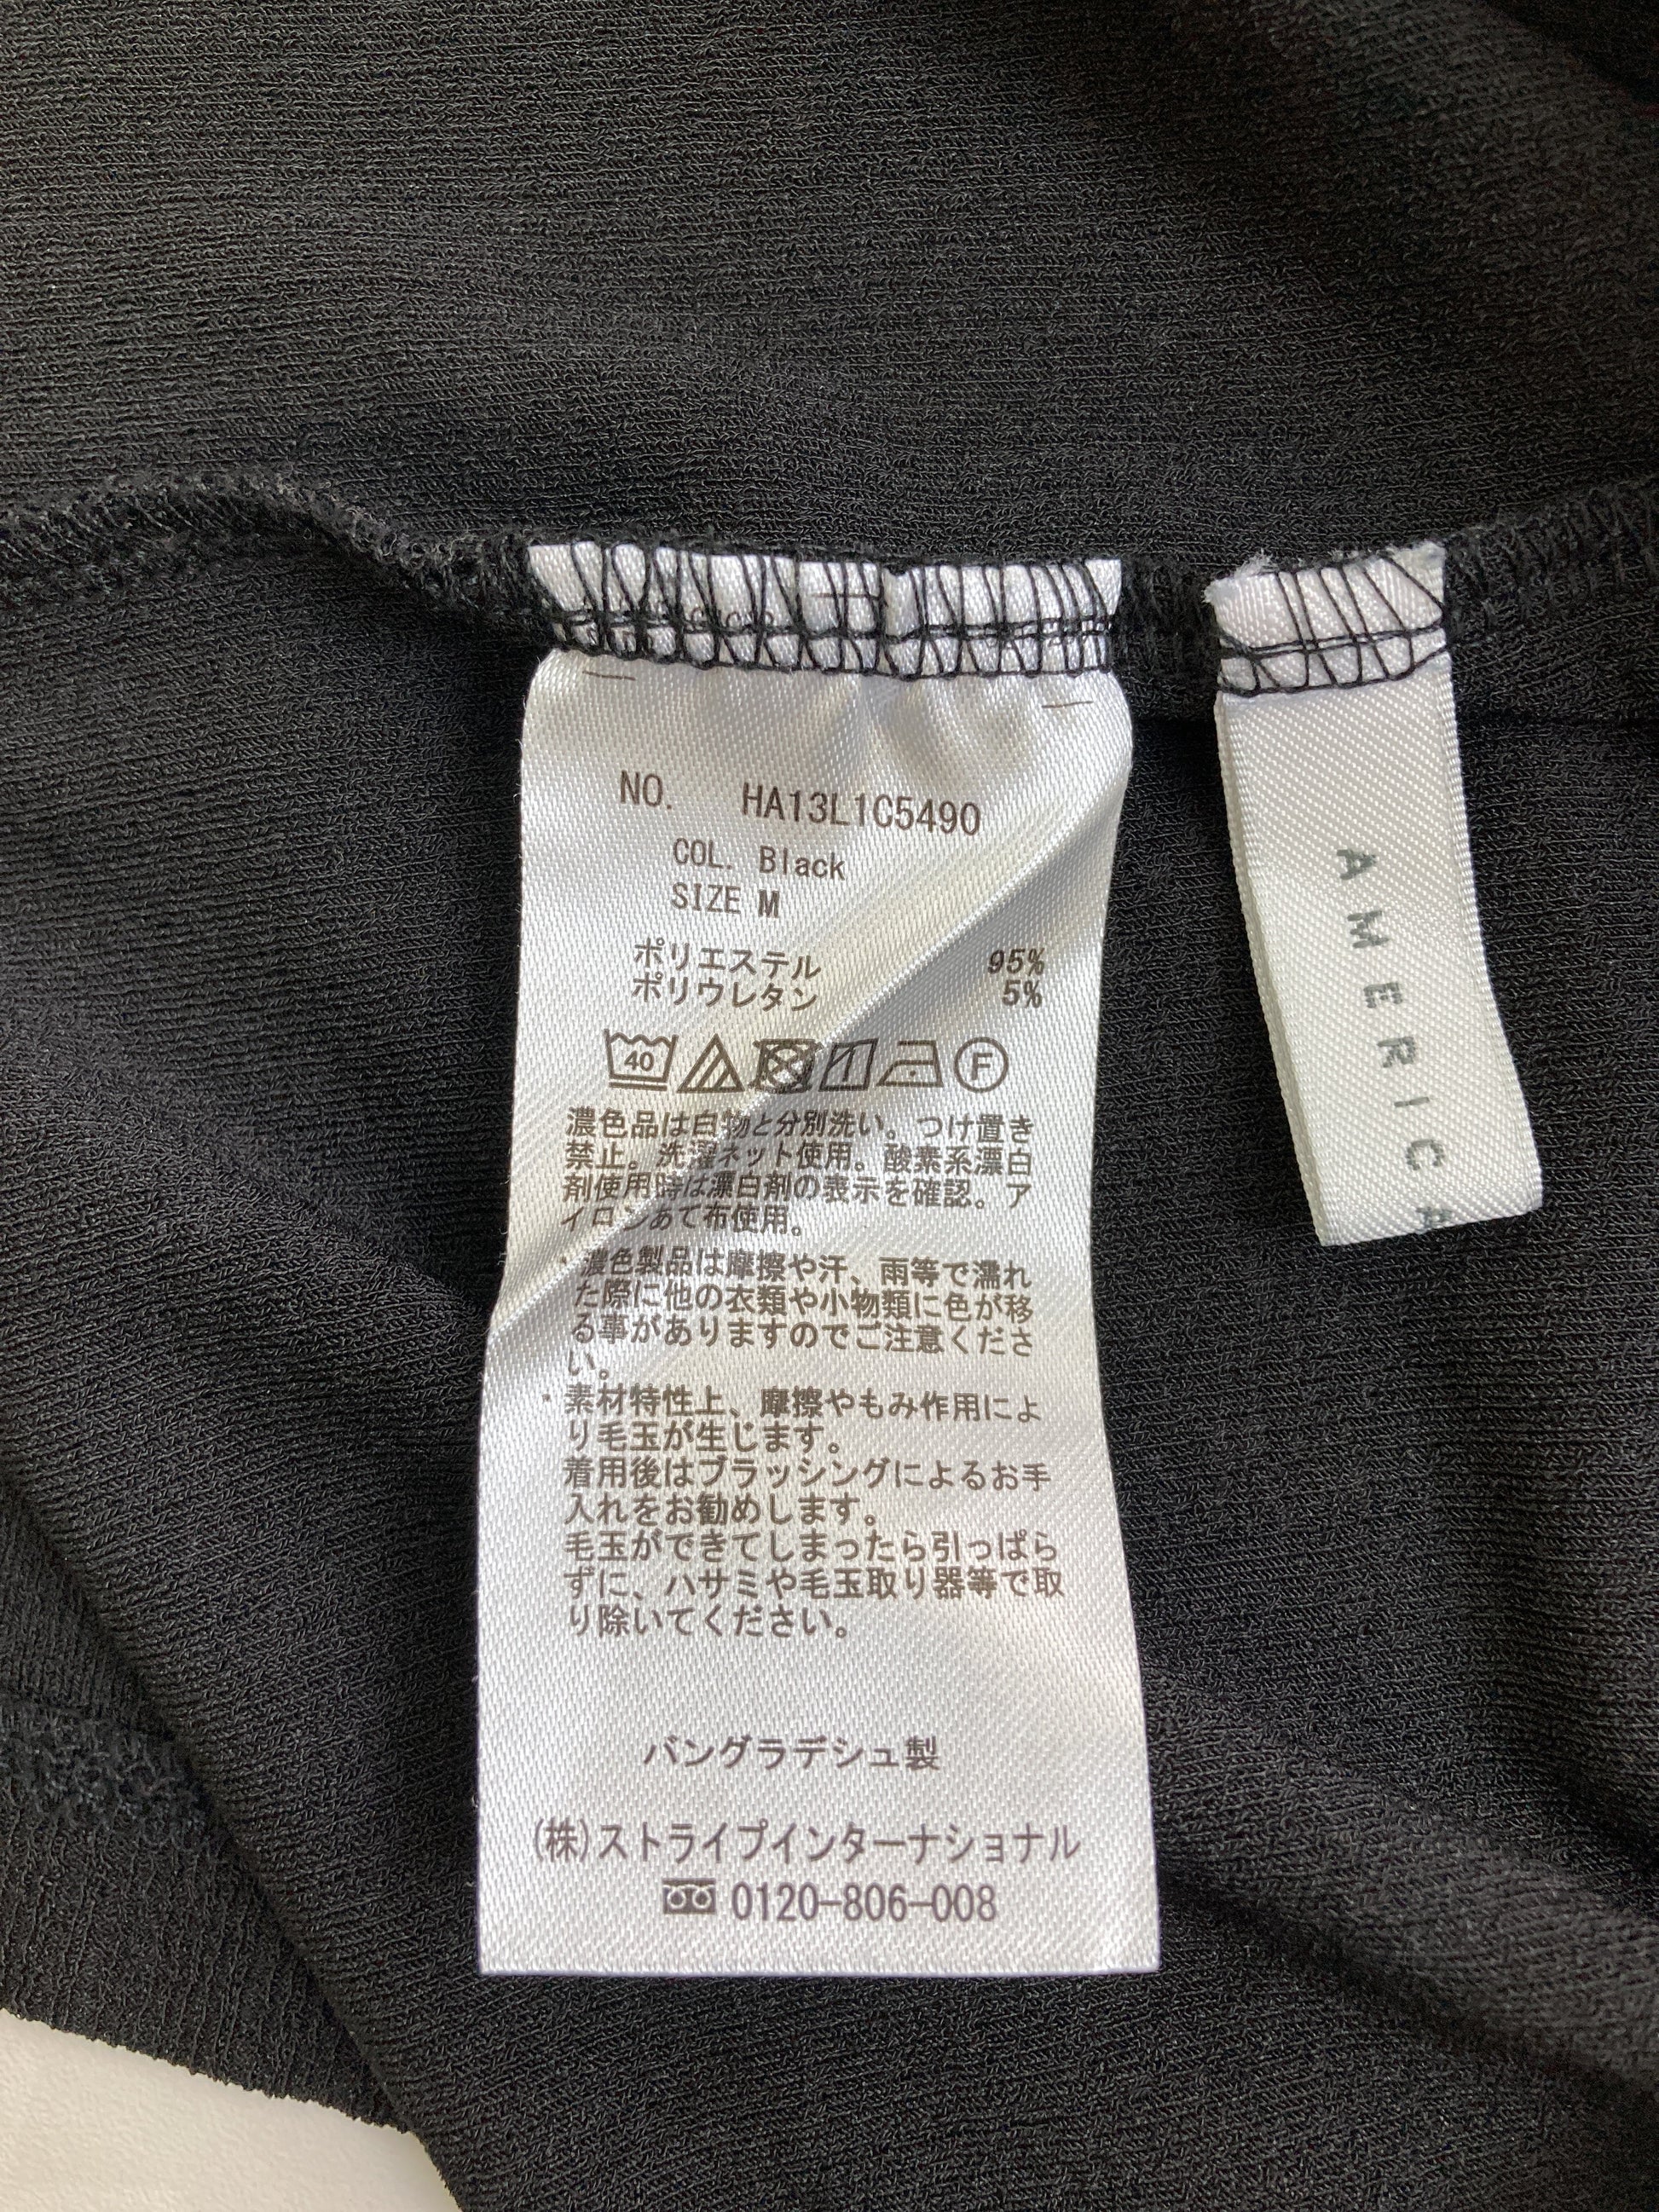 NO. HA13L1C5490
COL. Black
SIZE M
ポリエステル 95%
ポリウレタン 5%
40 F
濃色品は白物と分別洗い。つけ置き
禁止。洗濯ネット使用。酸素系漂白
剤使用時は漂白剤の表示を確認。ア
イロンあて布使用。
・濃色製品は摩擦や汗、雨等で濡れ
た際に他の衣類や小物類に色が移
る事がありますのでご注意くださ
い。
・素材特性上、摩擦やもみ作用によ
り毛玉が生じます。
着用後はブラッシングによるお手
入れをお勧めします。
毛玉ができてしまったら引っぱら
ずに、ハサミや毛玉取り器等で取
り除いてください。
バングラデシュ製
(株)ストライプインターナショナル
0120-806-008
AMERICA